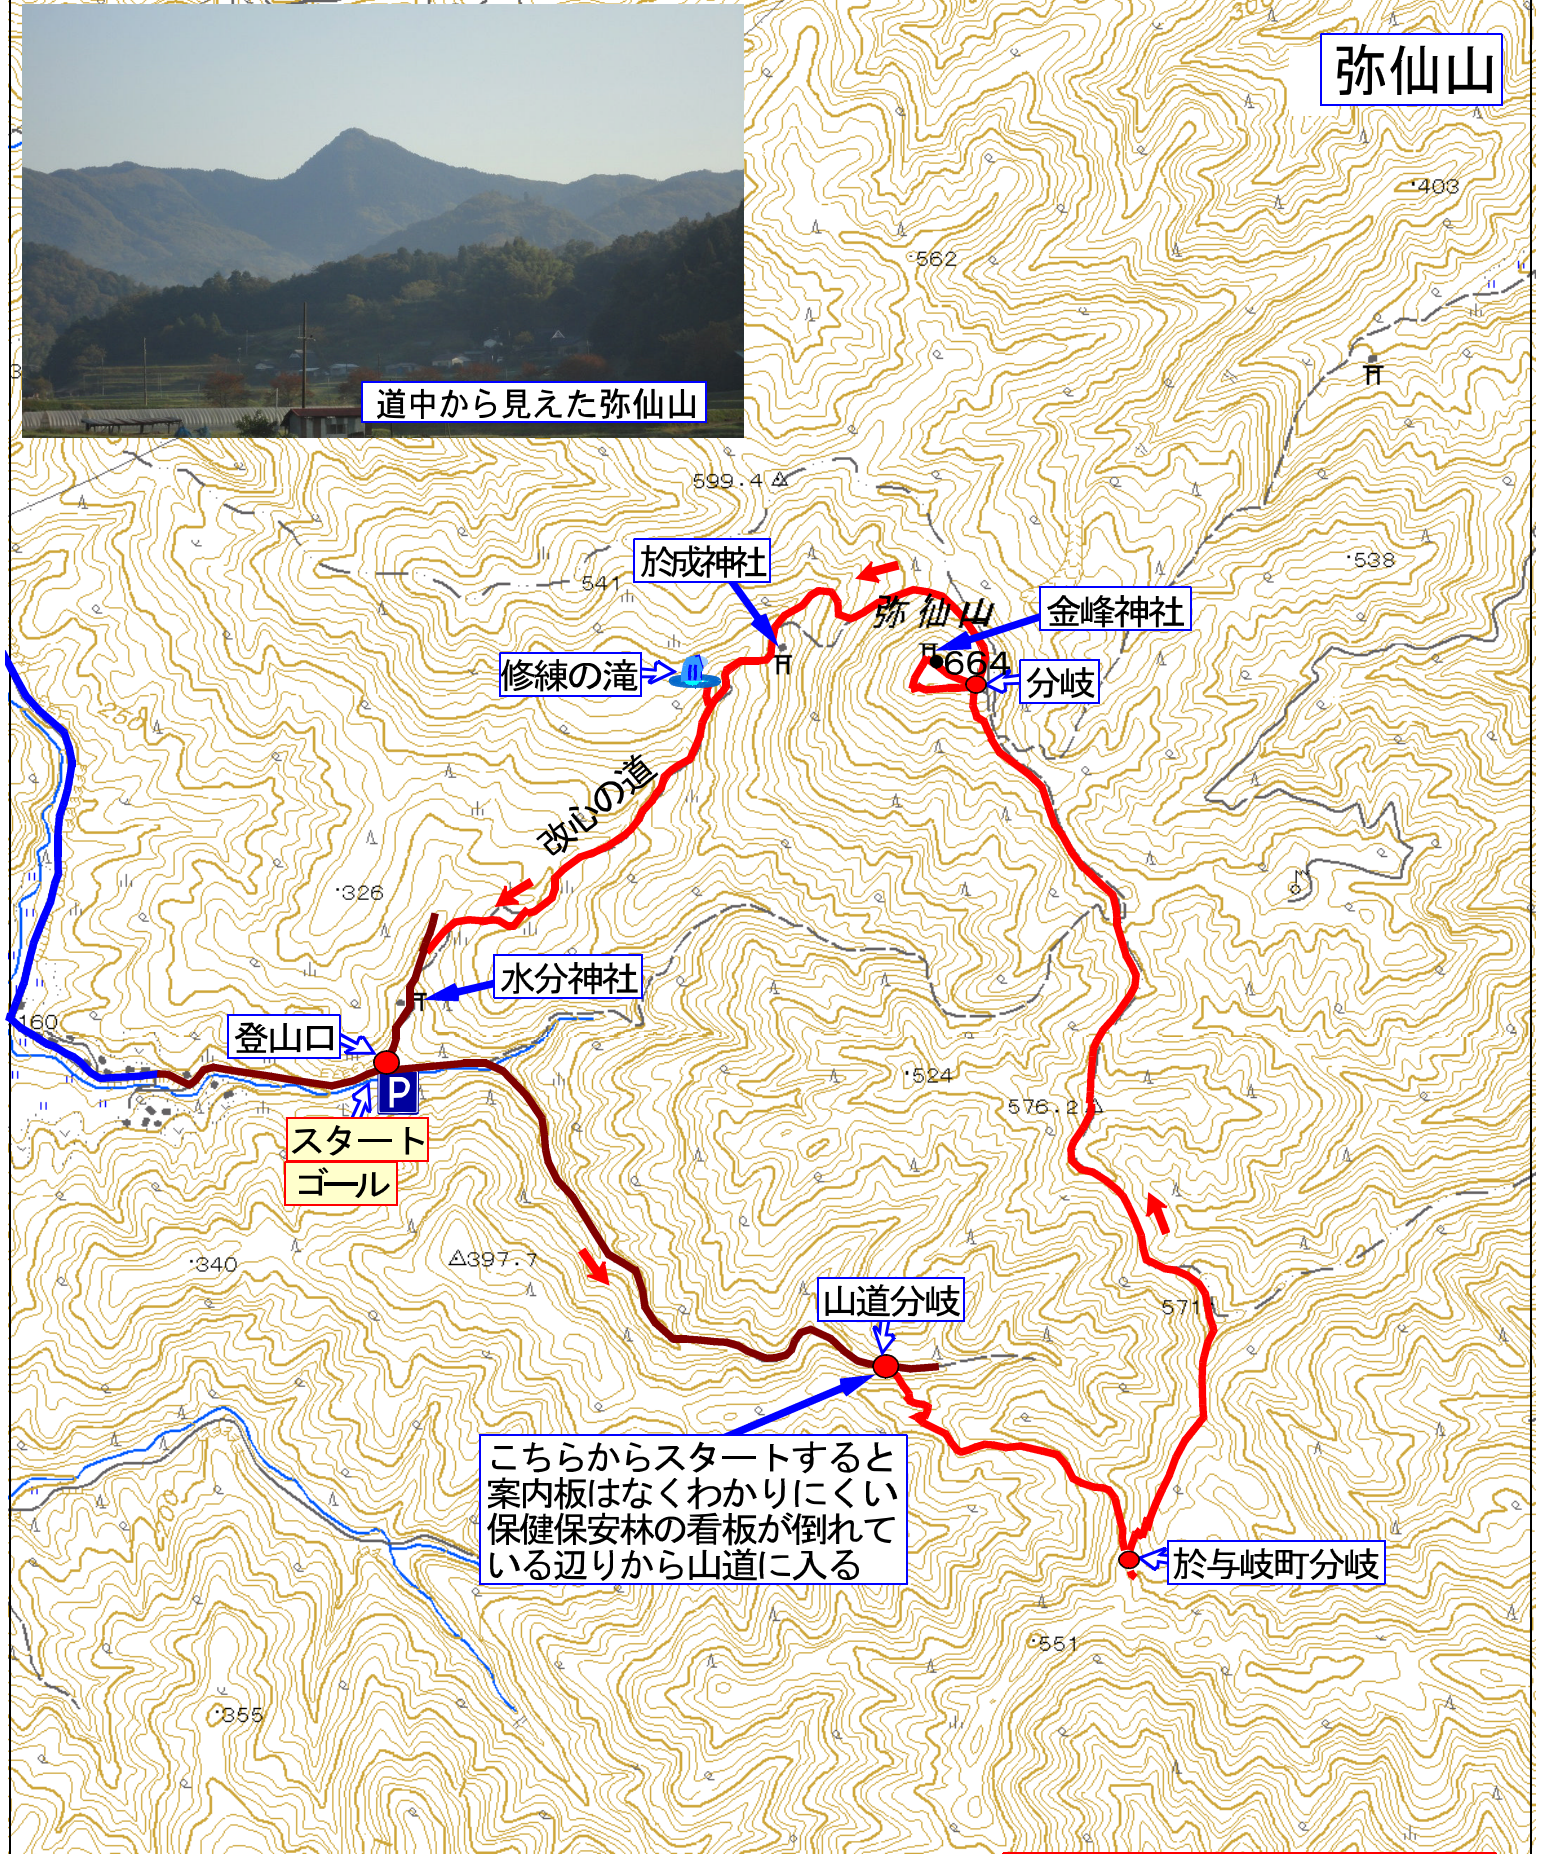 弥仙山
・403
・562
道中から見えた弥仙山
599.4
・538
於成神社
541
金峰神社
弥仙山
664
修練の滝
分岐
250
改心の道
・326
水分神社
160
登山口
P
・524
576.2
スタート
ゴール
・340
397.7
山道分岐
571
こちらからスタートすると
案内板はなくわかりにくい
保健保安林の看板が倒れて
いる辺りから山道に入る
於与岐町分岐
・551
・355